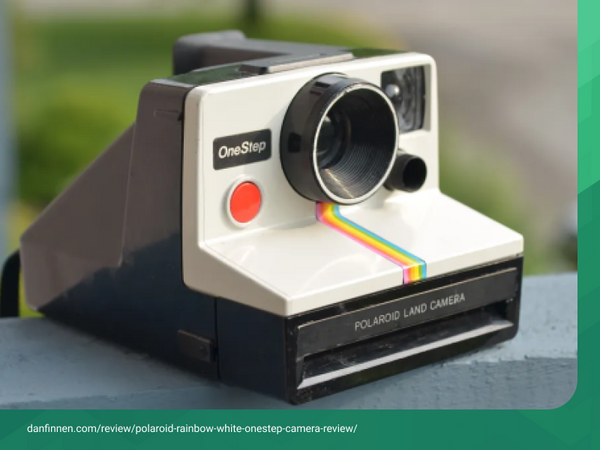 OneStep
POLAROID LAND CAMERA
danfinnen.com/review/polaroid-rainbow-white-onestep-camera-review/